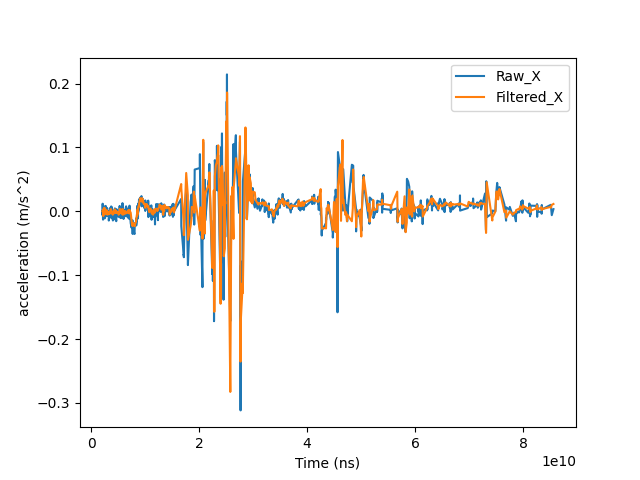 Raw_X
Filtered_X
0.2
0.1
0.0
−0.1
−0.2
−0.3
acceleration (m/s^2)
0
2
4
6
8
1e10
Time (ns)